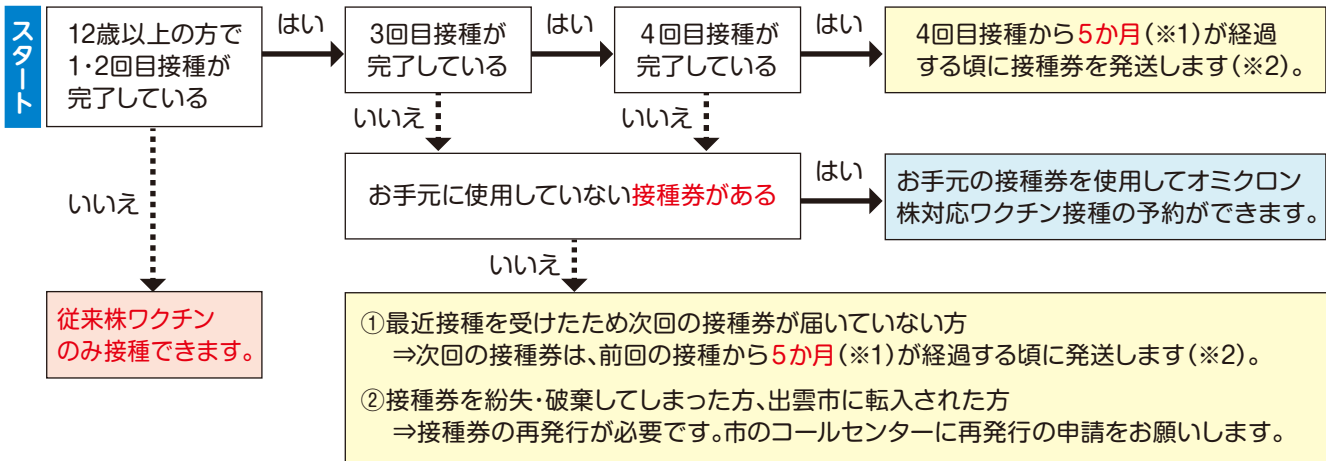 スタート
12歳以上の方で
1・2回目接種が
完了している
はい
3回目接種が
完了している
はい
4回目接種が
完了している
はい
4回目接種から5か月(※1)が経過
する頃に接種券を発送します(※2)。
いいえ
いいえ
いいえ
お手元に使用していない接種券がある
はい
お手元の接種券を使用してオミクロン
株対応ワクチン接種の予約ができます。
いいえ
従来株ワクチン
のみ接種できます。
①最近接種を受けたため次回の接種券が届いていない方
⇒次回の接種券は、前回の接種から5か月(※1)が経過する頃に発送します(※2)。
②接種券を紛失・破棄してしまった方、出雲市に転入された方
⇒接種券の再発行が必要です。市のコールセンターに再発行の申請をお願いします。